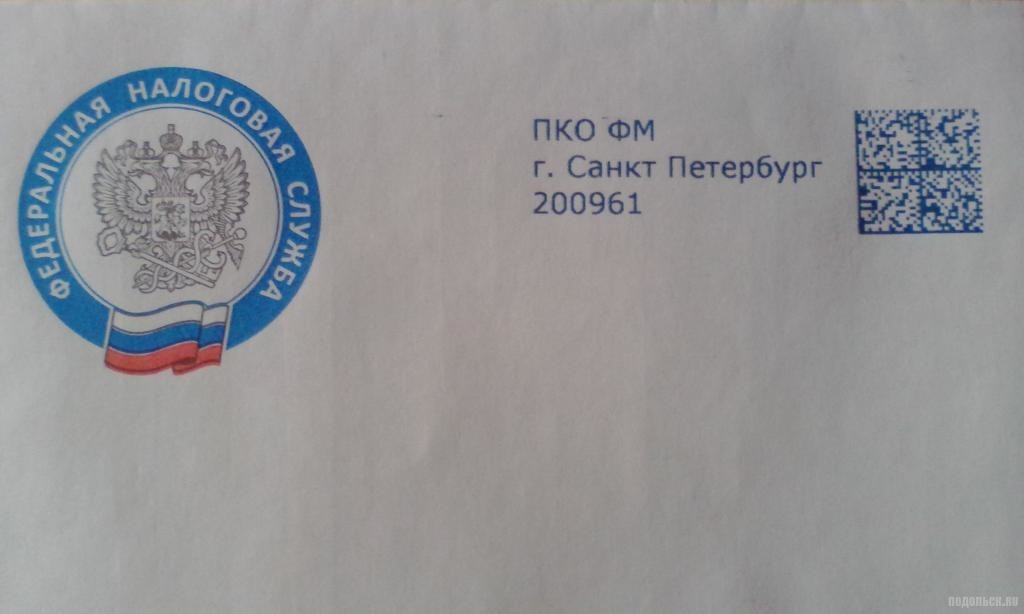 ФЕДЕРАЛЬНАЯ НАЛОГОВАЯ СЛУЖБА
ПКО ФМ
г. Санкт Петербург
200961
подольск.ru